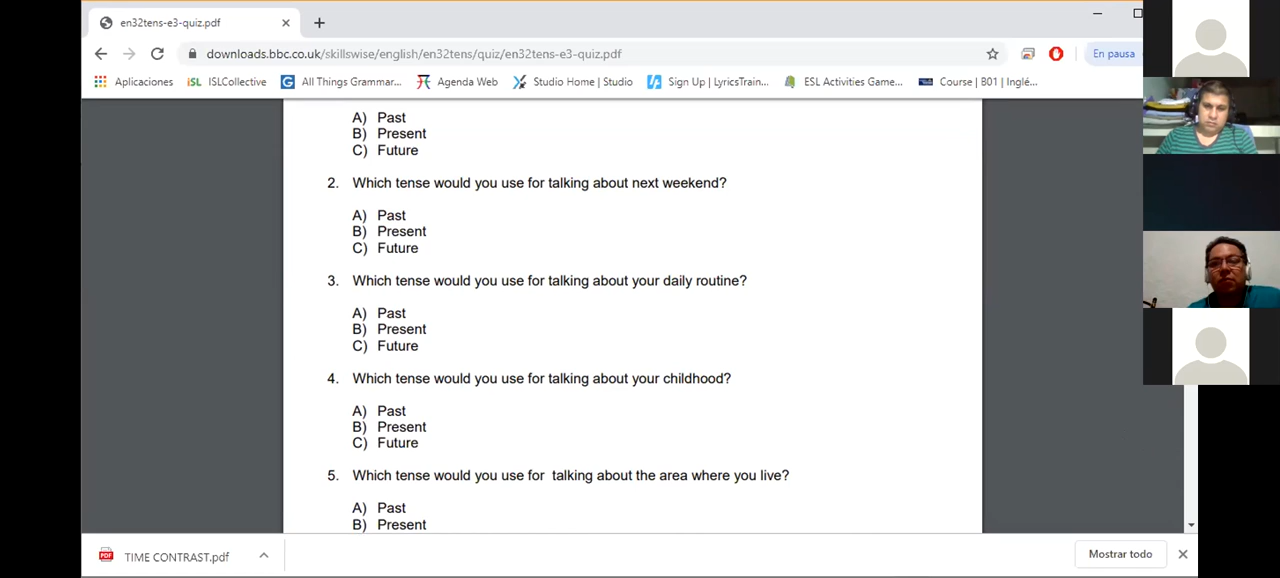 en32tens-e3-quiz.pdf
downloads.bbc.co.uk/skillswise/english/en32tens/quiz/en32tens-e3-quiz.pdf
En pausa
Aplicaciones iSL ISLCollective G All Things Grammar... Agenda Web Studio Home | Studio Sign Up | LyricsTrain... ESL Activities Game... Course | B01 | Inglé...
A) Past
B) Present
C) Future
2. Which tense would you use for talking about next weekend?
A) Past
B) Present
C) Future
3. Which tense would you use for talking about your daily routine?
A) Past
B) Present
C) Future
4. Which tense would you use for talking about your childhood?
A) Past
B) Present
C) Future
5. Which tense would you use for talking about the area where you live?
A) Past
B) Present
PDF TIME CONTRAST.pdf
Mostrar todo